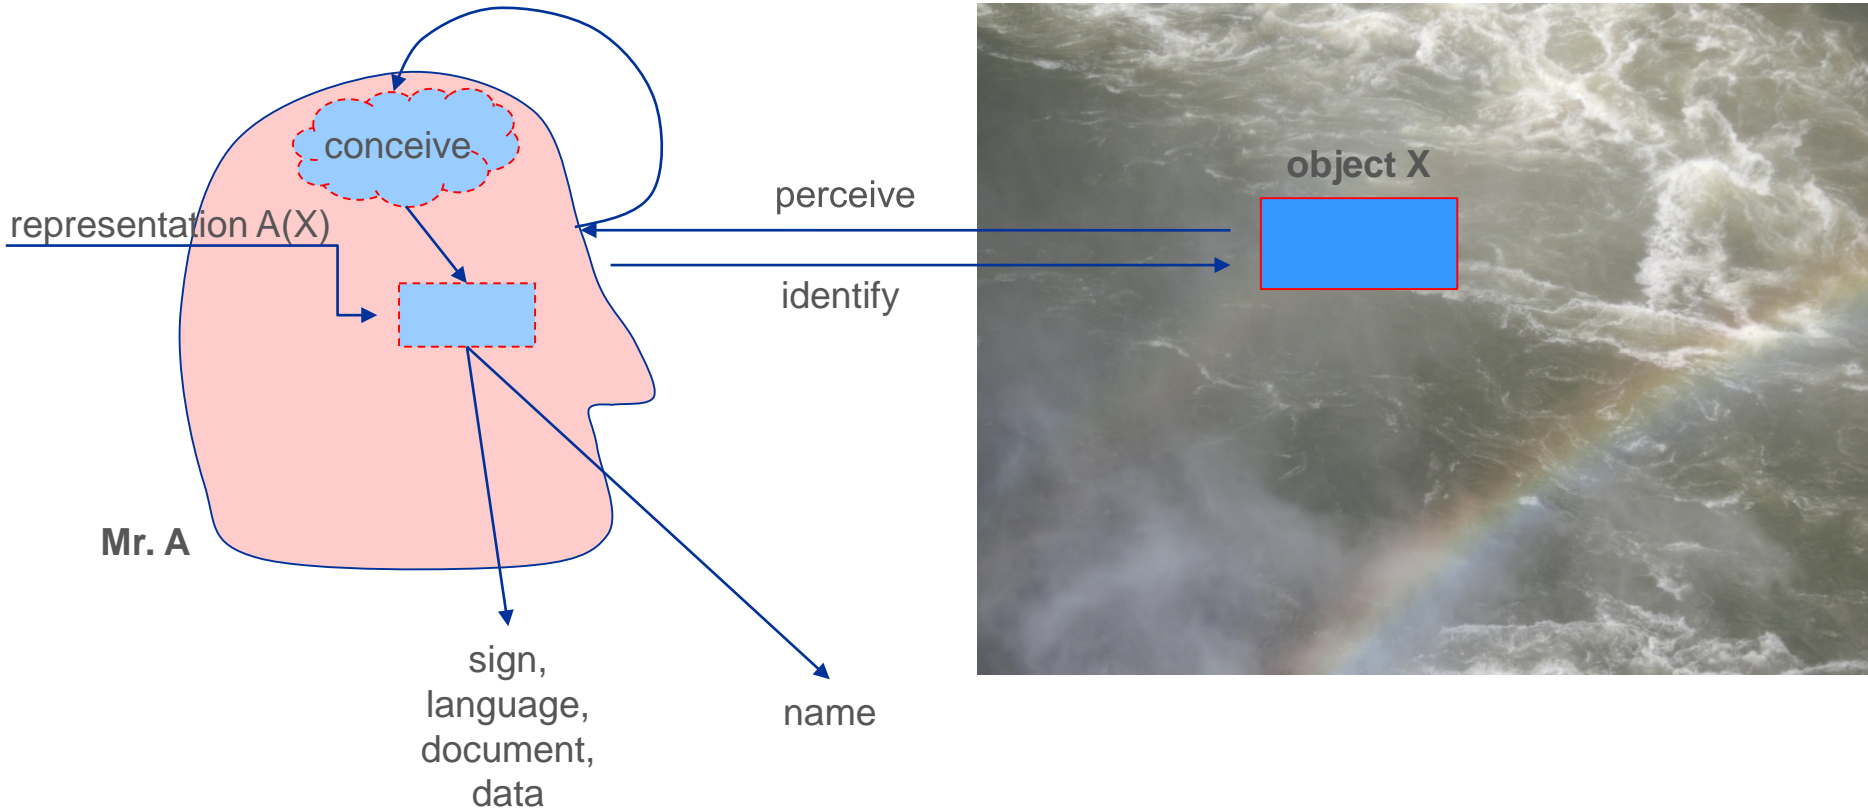 conceive
object X
perceive
representation A(X)
identify
Mr. A
sign,
language,
document,
data
name